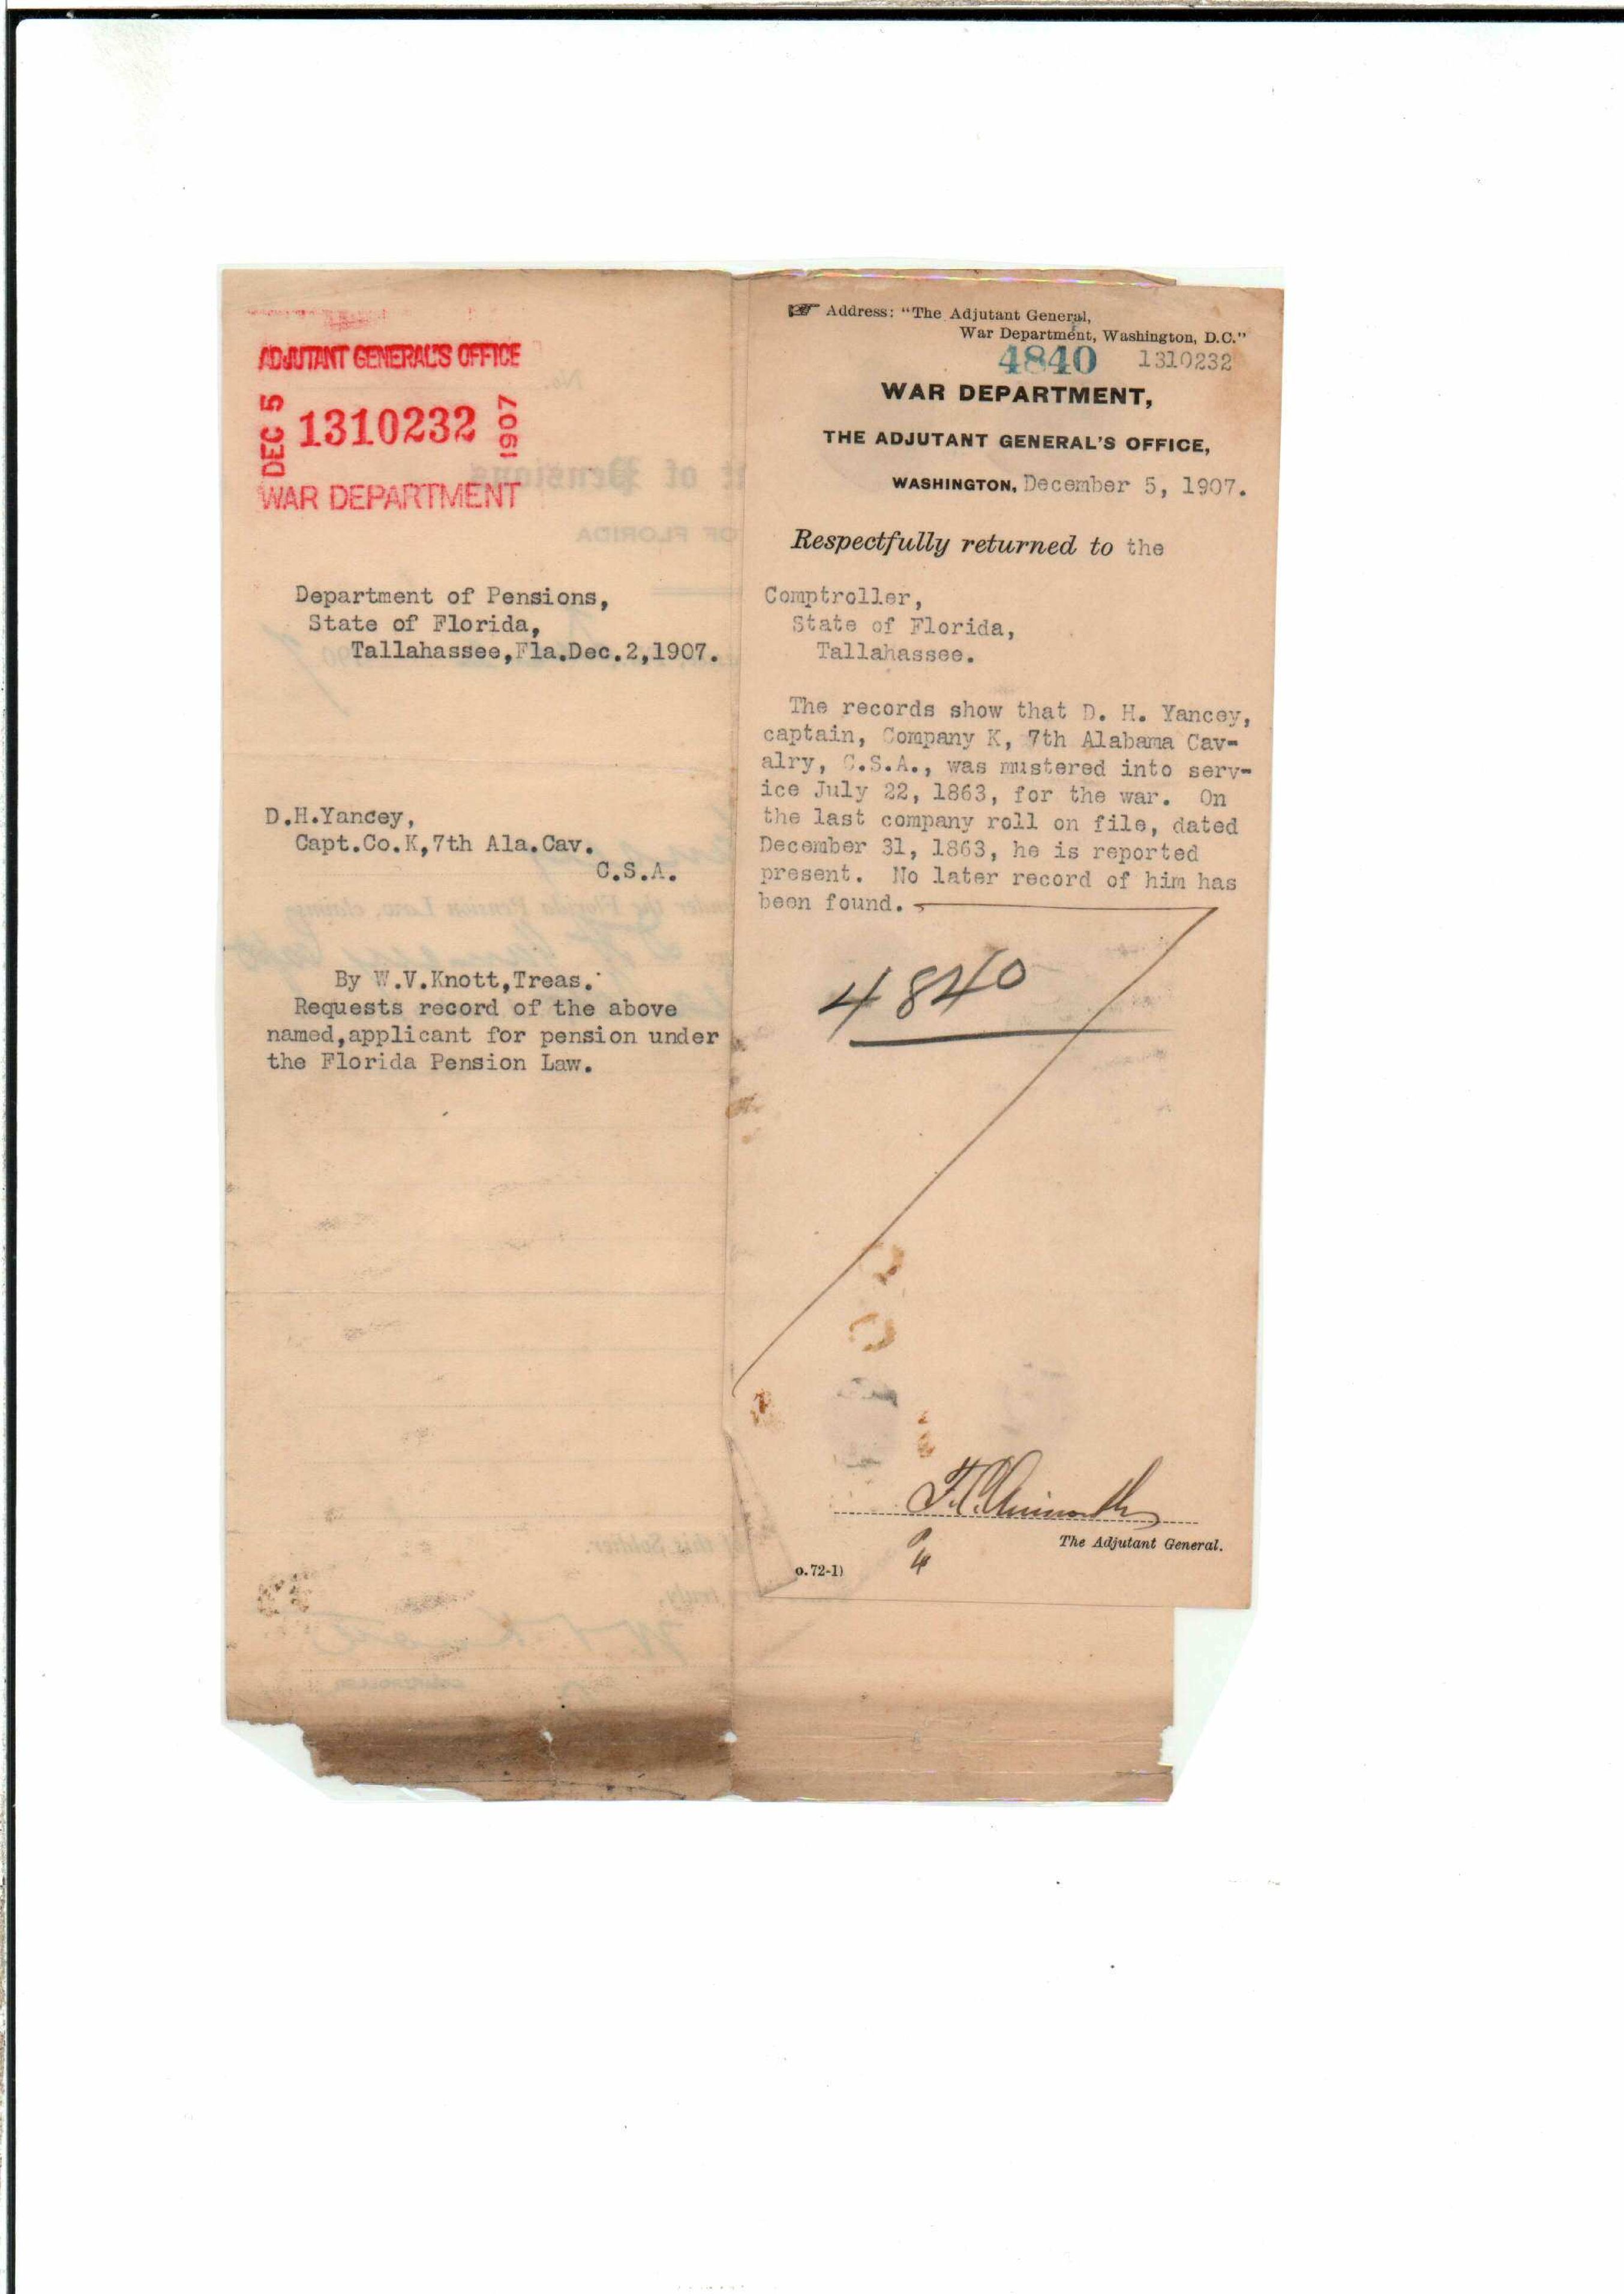 ADJUTANT GENERAL'S OFFICE
DEC 5 1310232 1907
WAR DEPARTMENT
Department of Pensions,
State of Florida,
Tallahassee,Fla.Dec.2,1907.
D.H.Yancey,
Capt.Co.K,7th Ala.Cav.
C.S.A.
By W.V.Knott,Treas.
Requests record of the above
named,applicant for pension under
the Florida Pension Law.
Address: "The Adjutant General,
War Department, Washington, D.C."
4840 1310232
WAR DEPARTMENT,
THE ADJUTANT GENERAL'S OFFICE,
WASHINGTON, December 5, 1907.
Respectfully returned to the
Comptroller,
State of Florida,
Tallahassee.
The records show that D. H. Yancey,
captain, Company K, 7th Alabama Cav-
alry, C.S.A., was mustered into serv-
ice July 22, 1863, for the war. On
the last company roll on file, dated
December 31, 1863, he is reported
present. No later record of him has
been found.
4840
F.C. Ainsworth
The Adjutant General.
o.72-1)